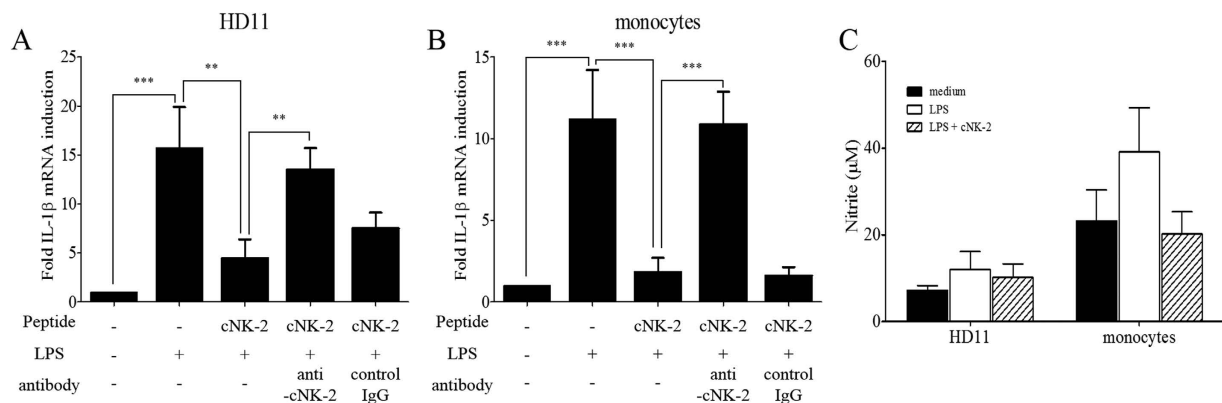 A
HD11
Fold IL-1β mRNA induction
25
20
15
10
5
0
***
**
**
Peptide - - cNK-2 cNK-2 cNK-2
LPS - + + + +
antibody - - - anti -cNK-2 control IgG
B
monocytes
Fold IL-1β mRNA induction
15
10
5
0
***
***
***
- - cNK-2 cNK-2 cNK-2
- + + + +
- - - anti -cNK-2 control IgG
C
Nitrite (µM)
60
40
20
0
medium
LPS
LPS + cNK-2
HD11 monocytes